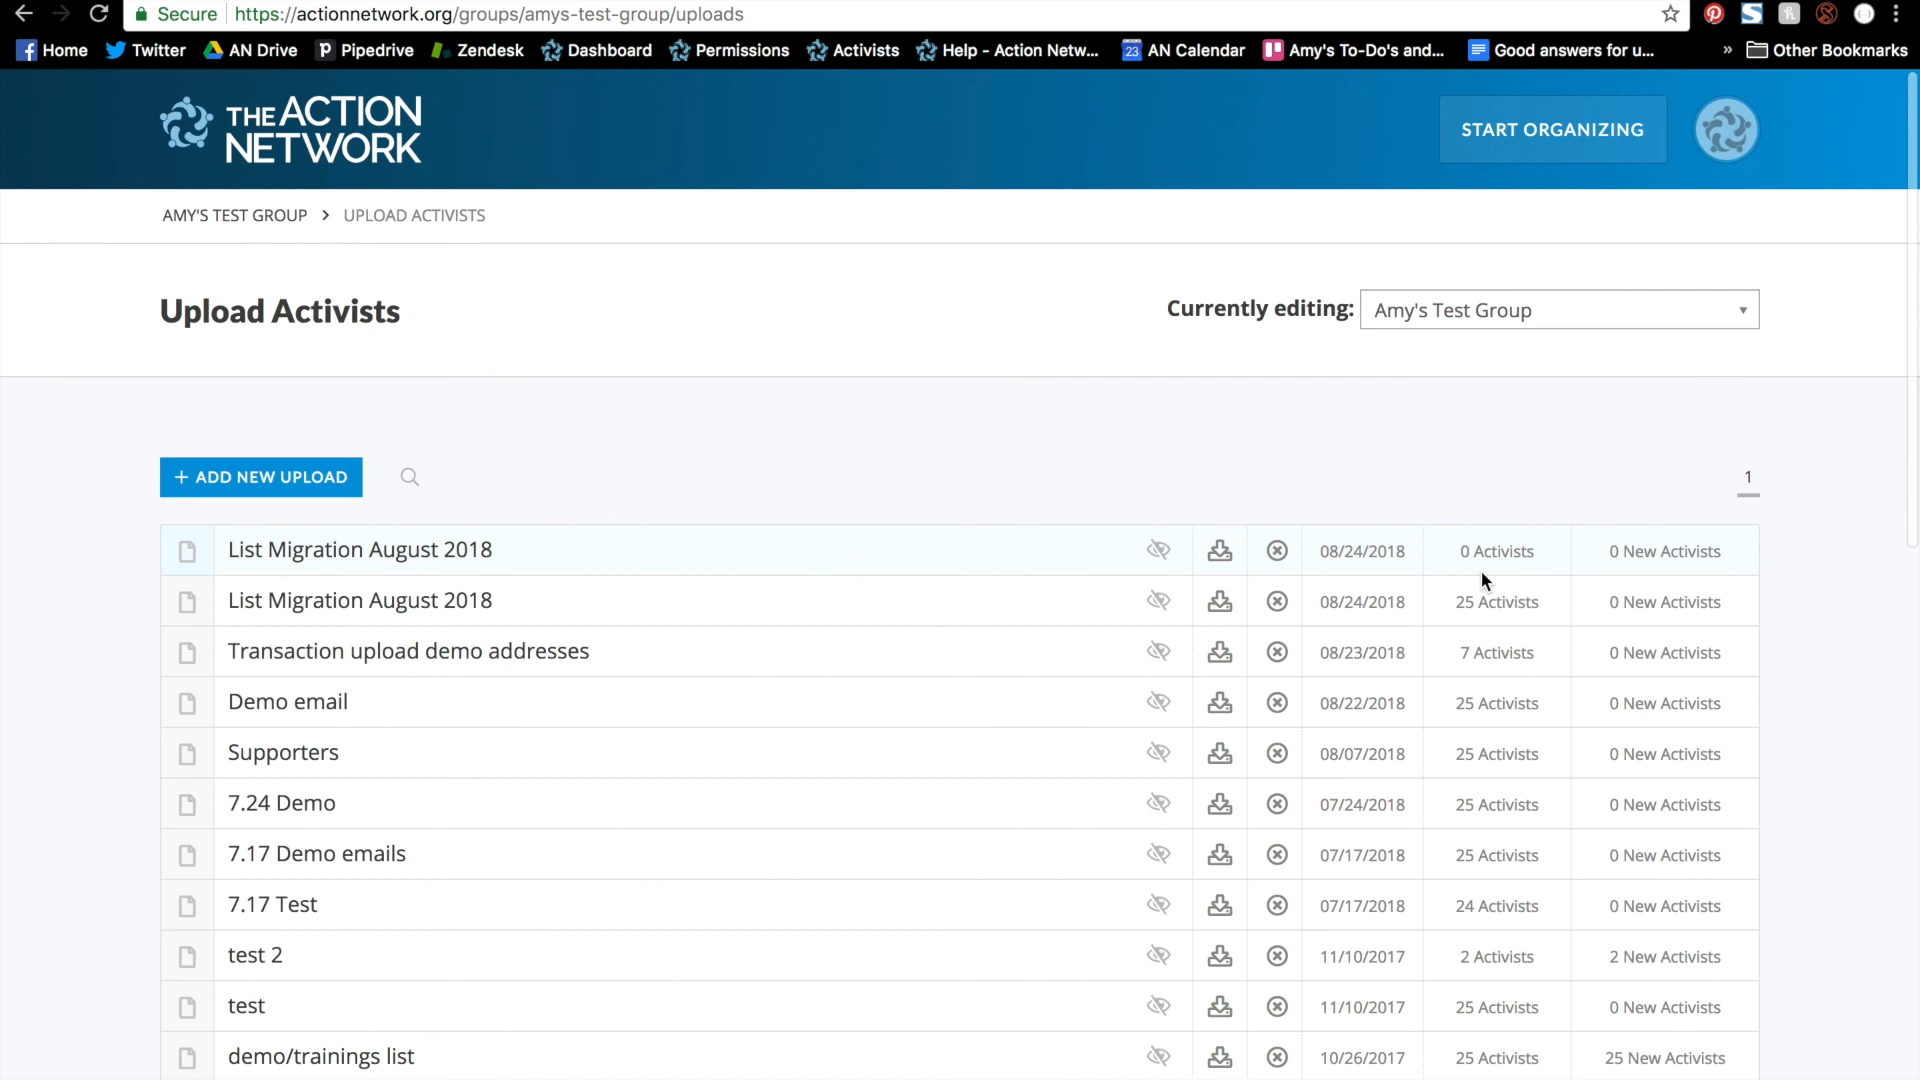 Secure https://actionnetwork.org/groups/amys-test-group/uploads
Home Twitter AN Drive Pipedrive Zendesk Dashboard Permissions Activists Help - Action Netw... 23 AN Calendar Amy's To-Do's and... Good answers for u... » Other Bookmarks
THE ACTION NETWORK
START ORGANIZING
AMY'S TEST GROUP > UPLOAD ACTIVISTS
Upload Activists
Currently editing: Amy's Test Group
+ ADD NEW UPLOAD
1
List Migration August 2018 08/24/2018 0 Activists 0 New Activists
List Migration August 2018 08/24/2018 25 Activists 0 New Activists
Transaction upload demo addresses 08/23/2018 7 Activists 0 New Activists
Demo email 08/22/2018 25 Activists 0 New Activists
Supporters 08/07/2018 25 Activists 0 New Activists
7.24 Demo 07/24/2018 25 Activists 0 New Activists
7.17 Demo emails 07/17/2018 25 Activists 0 New Activists
7.17 Test 07/17/2018 24 Activists 0 New Activists
test 2 11/10/2017 2 Activists 2 New Activists
test 11/10/2017 25 Activists 0 New Activists
demo/trainings list 10/26/2017 25 Activists 25 New Activists